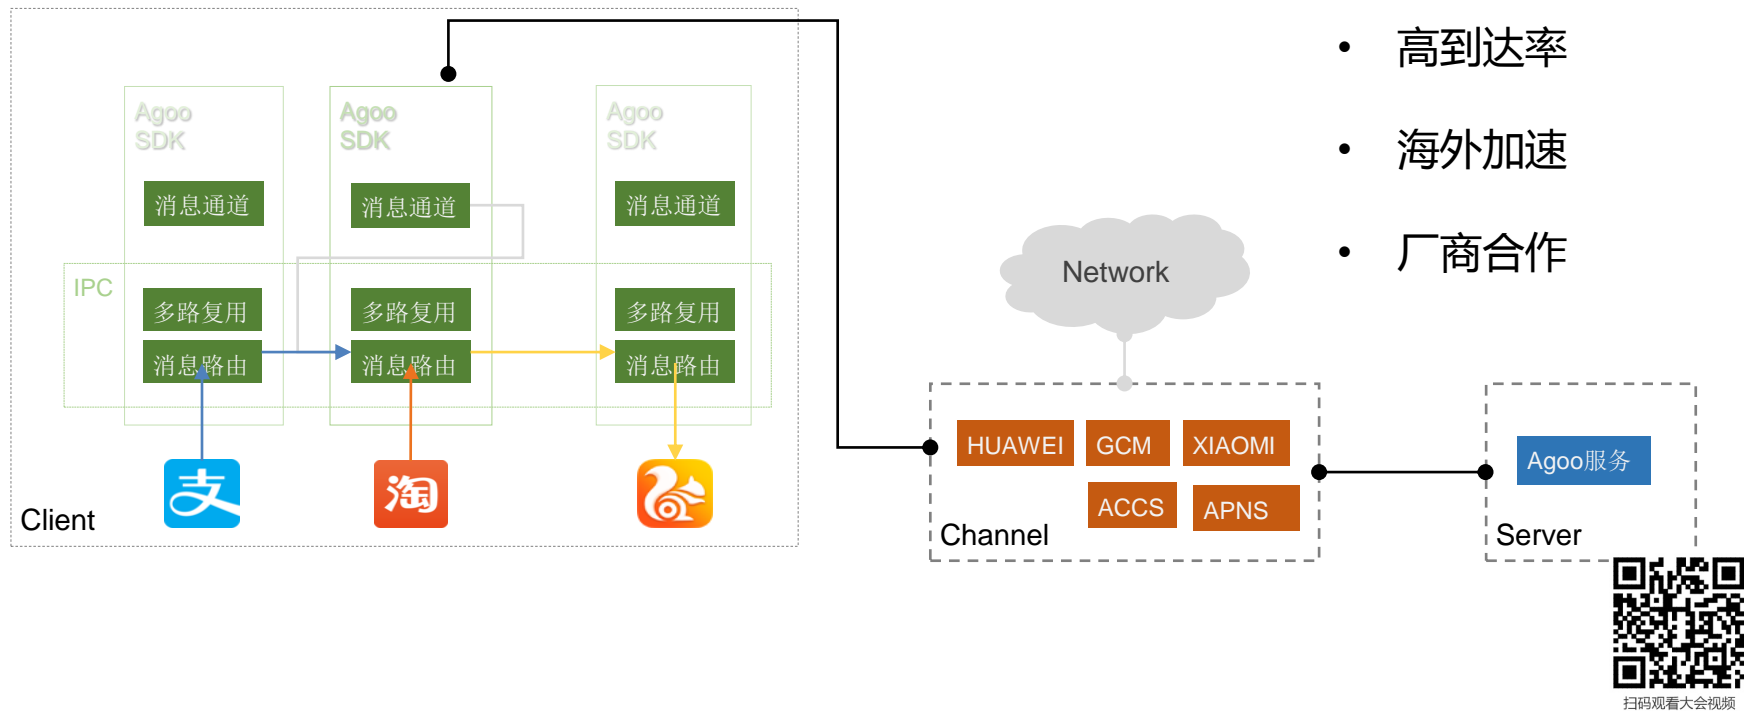 Agoo
SDK
Agoo
SDK
Agoo
SDK
消息通道
消息通道
消息通道
IPC
多路复用
多路复用
多路复用
消息路由
消息路由
消息路由
支
淘
Client
• 高到达率
• 海外加速
• 厂商合作
Network
HUAWEI
GCM
XIAOMI
ACCS
APNS
Channel
Agoo服务
Server
扫码观看大会视频